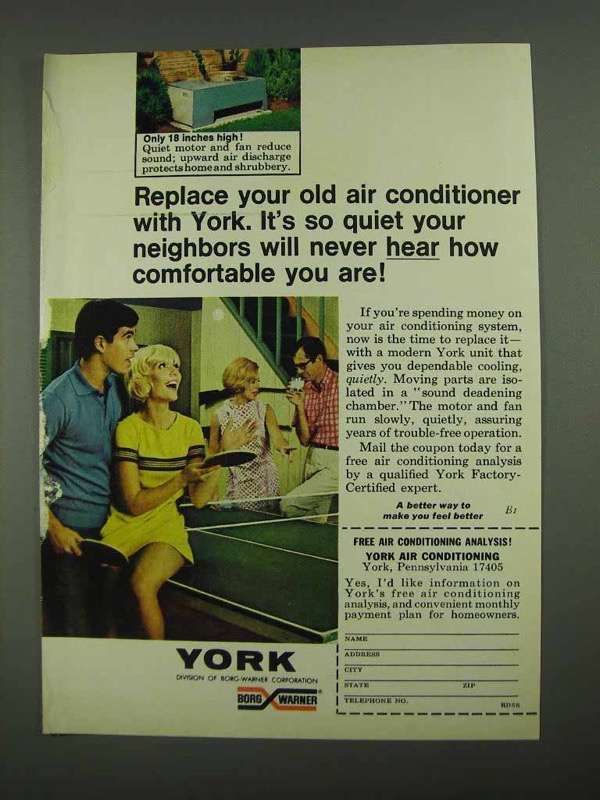 Only 18 inches high!
Quiet motor and fan reduce
sound; upward air discharge
protects home and shrubbery.
Replace your old air conditioner
with York. It's so quiet your
neighbors will never hear how
comfortable you are!
If you're spending money on
your air conditioning system,
now is the time to replace it—
with a modern York unit that
gives you dependable cooling,
quietly. Moving parts are iso-
lated in a "sound deadening
chamber." The motor and fan
run slowly, quietly, assuring
years of trouble-free operation.
Mail the coupon today for a
free air conditioning analysis
by a qualified York Factory-
Certified expert.
A better way to
make you feel better
B1
FREE AIR CONDITIONING ANALYSIS!
YORK AIR CONDITIONING
York, Pennsylvania 17405
Yes, I'd like information on
York's free air conditioning
analysis, and convenient monthly
payment plan for homeowners.
NAME
ADDRESS
CITY
STATE ZIP
TELEPHONE NO.
YORK
DIVISION OF BORG-WARNER CORPORATION
BORG WARNER ®